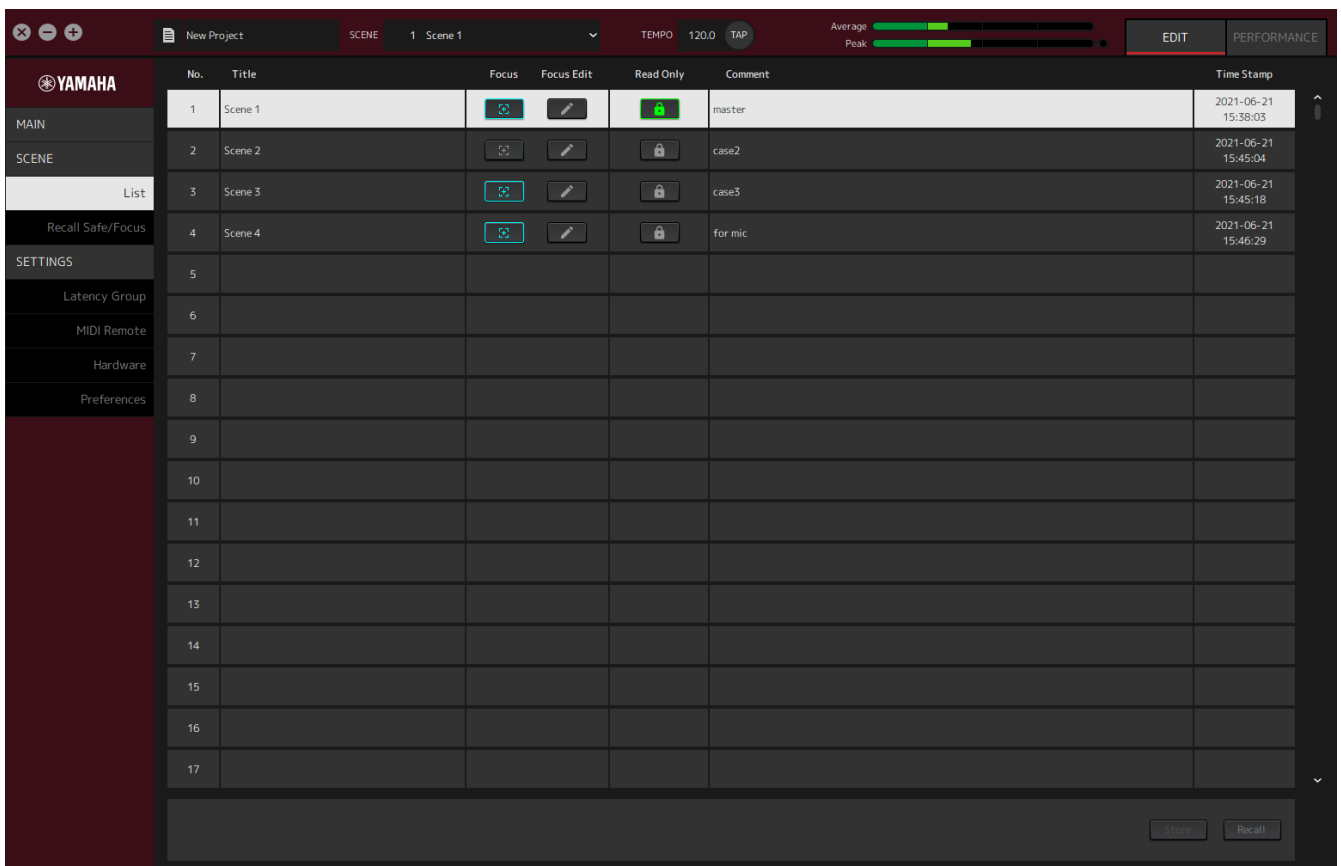 New Project SCENE 1 Scene 1 TEMPO 120.0 TAP Average EDIT PERFORMANCE
Peak
YAMAHA
MAIN
SCENE
List
Recall Safe/Focus
SETTINGS
Latency Group
MIDI Remote
Hardware
Preferences
No. Title Focus Focus Edit Read Only Comment Time Stamp
1 Scene 1 master 2021-06-21
15:38:03
2 Scene 2 case2 2021-06-21
15:45:04
3 Scene 3 case3 2021-06-21
15:45:18
4 Scene 4 for mic 2021-06-21
15:46:29
5
6
7
8
9
10
11
12
13
14
15
16
17
Store Recall